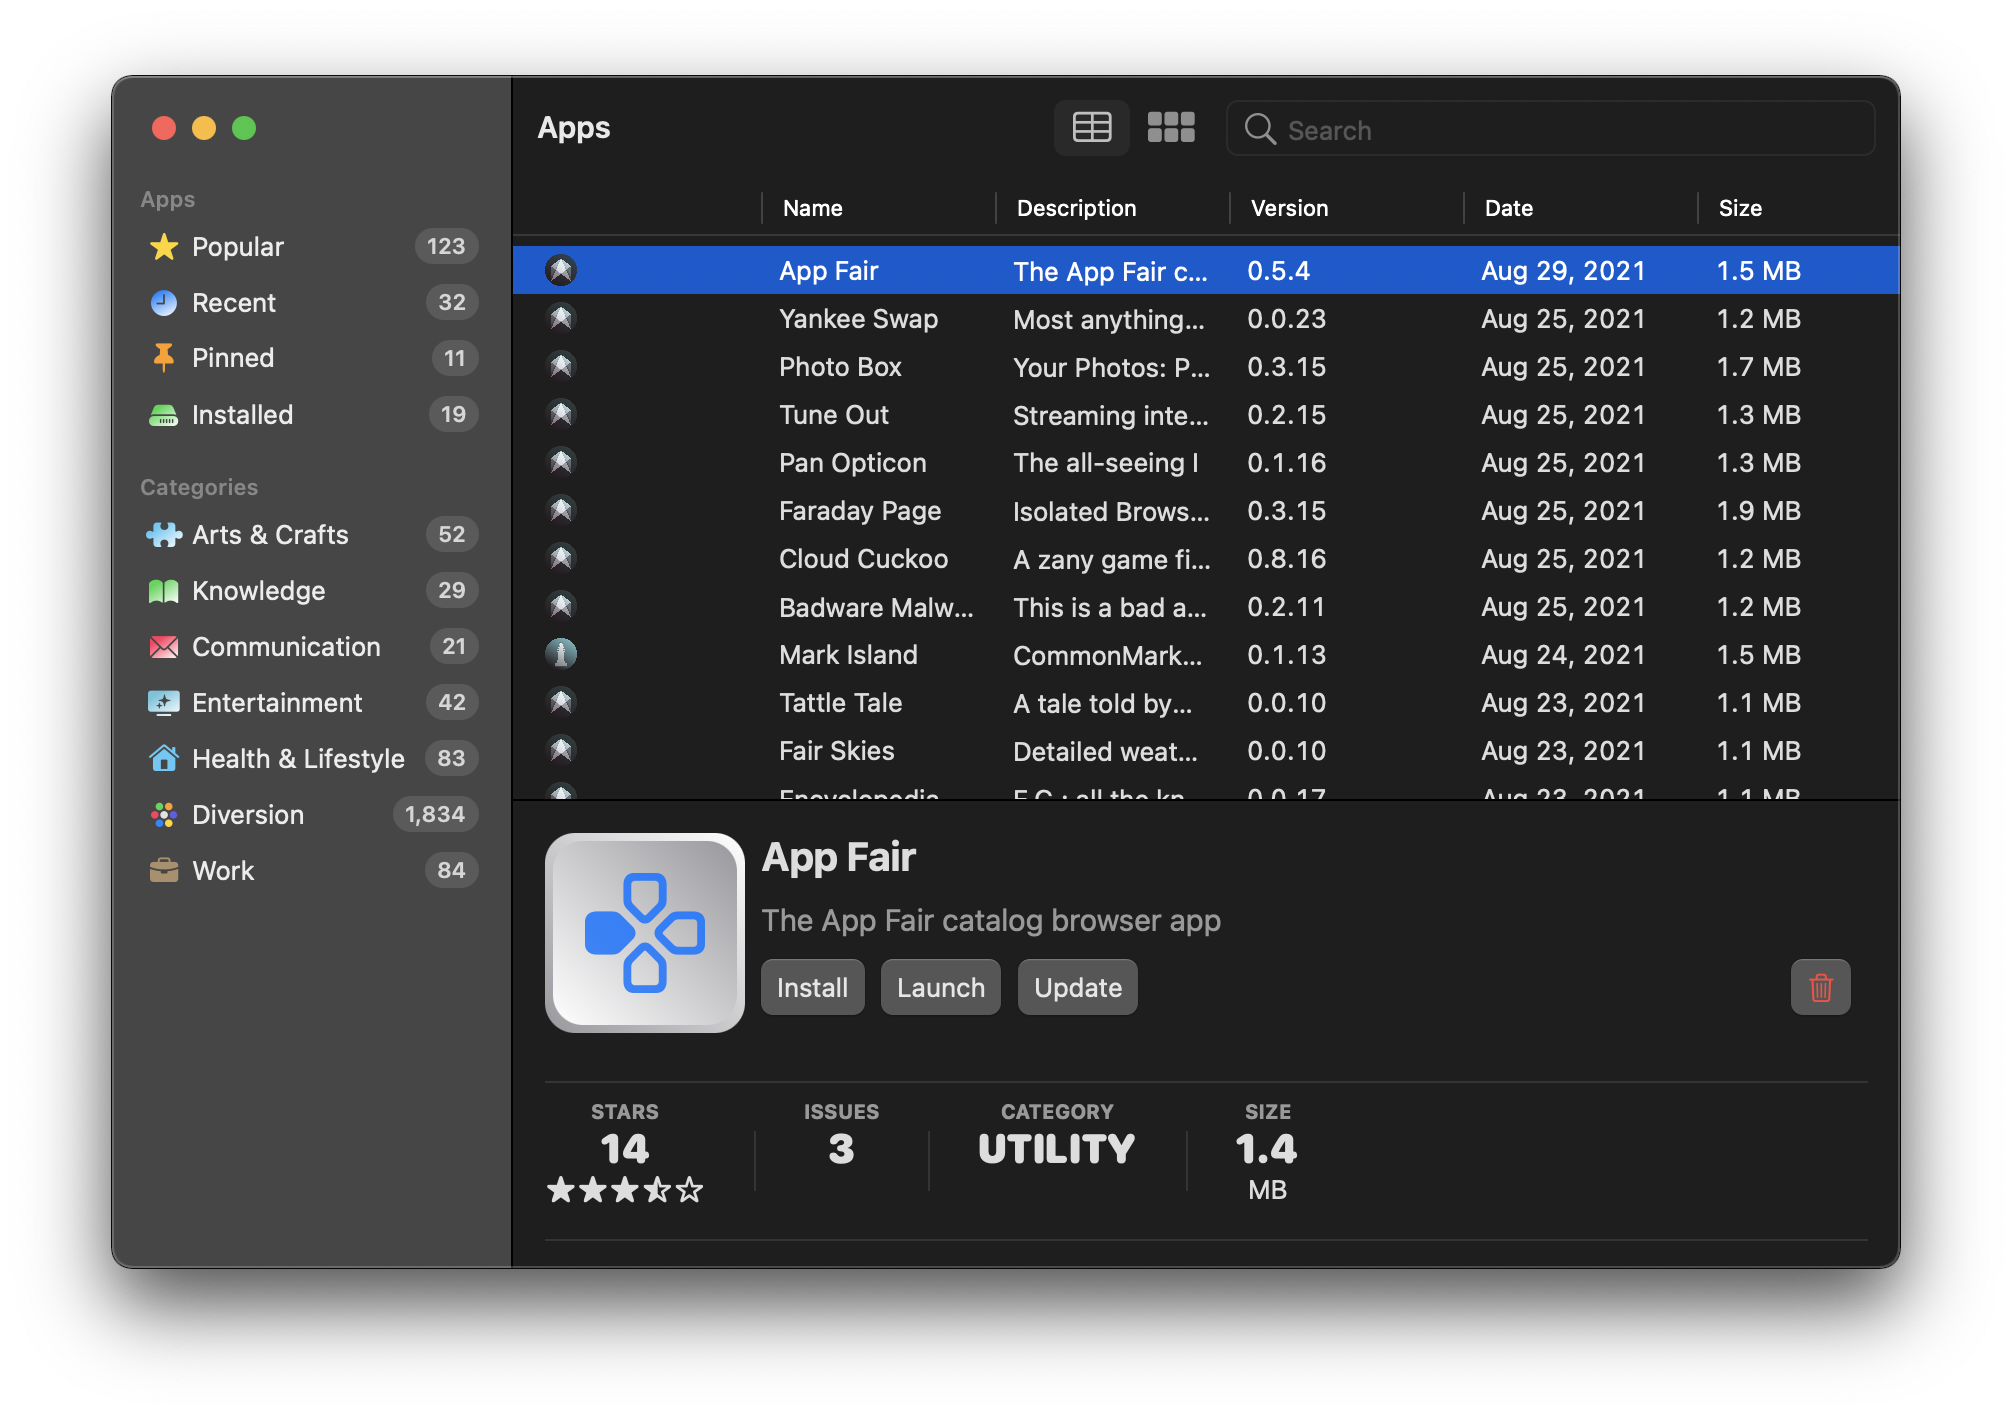 Apps
Popular 123
Recent 32
Pinned 11
Installed 19
Categories
Arts & Crafts 52
Knowledge 29
Communication 21
Entertainment 42
Health & Lifestyle 83
Diversion 1,834
Work 84
Apps
Search
Name Description Version Date Size
App Fair The App Fair c... 0.5.4 Aug 29, 2021 1.5 MB
Yankee Swap Most anything... 0.0.23 Aug 25, 2021 1.2 MB
Photo Box Your Photos: P... 0.3.15 Aug 25, 2021 1.7 MB
Tune Out Streaming inte... 0.2.15 Aug 25, 2021 1.3 MB
Pan Opticon The all-seeing I 0.1.16 Aug 25, 2021 1.3 MB
Faraday Page Isolated Brows... 0.3.15 Aug 25, 2021 1.9 MB
Cloud Cuckoo A zany game fi... 0.8.16 Aug 25, 2021 1.2 MB
Badware Malw... This is a bad a... 0.2.11 Aug 25, 2021 1.2 MB
Mark Island CommonMark... 0.1.13 Aug 24, 2021 1.5 MB
Tattle Tale A tale told by... 0.0.10 Aug 23, 2021 1.1 MB
Fair Skies Detailed weat... 0.0.10 Aug 23, 2021 1.1 MB
Encyclopedia 0.0.17 Aug 23, 2021 1.1 MB
App Fair
The App Fair catalog browser app
Install Launch Update
STARS ISSUES CATEGORY SIZE
14 3 UTILITY 1.4
MB